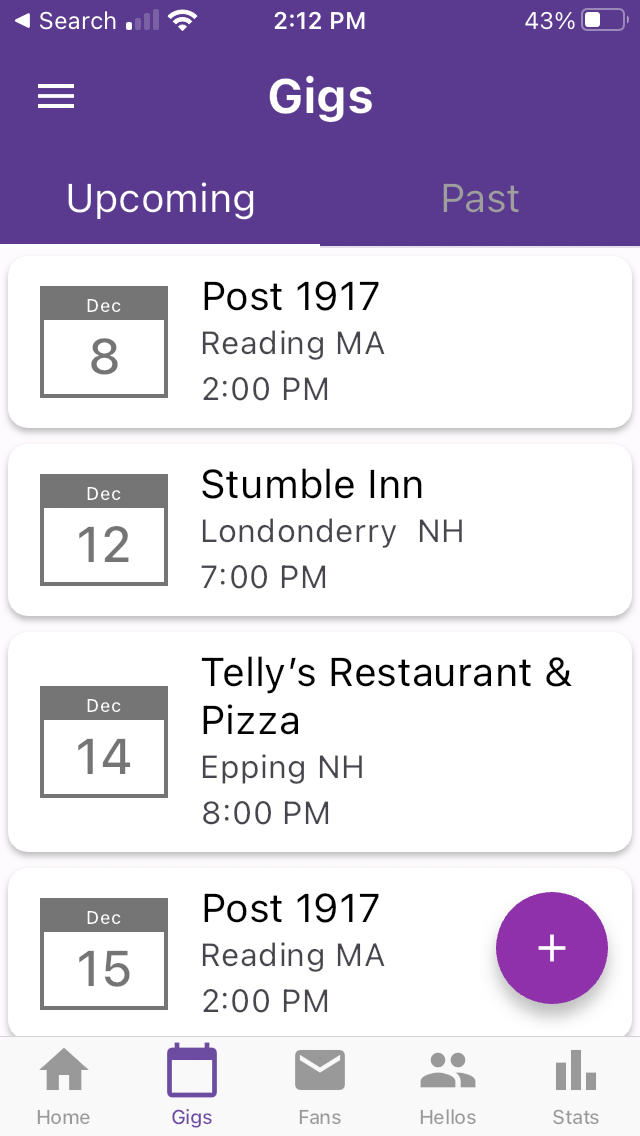 Search 2:12 PM 43%
Gigs
Upcoming Past
Dec
8
Post 1917
Reading MA
2:00 PM
Dec
12
Stumble Inn
Londonderry  NH
7:00 PM
Dec
14
Telly’s Restaurant &
Pizza
Epping NH
8:00 PM
Dec
15
Post 1917
Reading MA
2:00 PM
+
Home Gigs Fans Hellos Stats